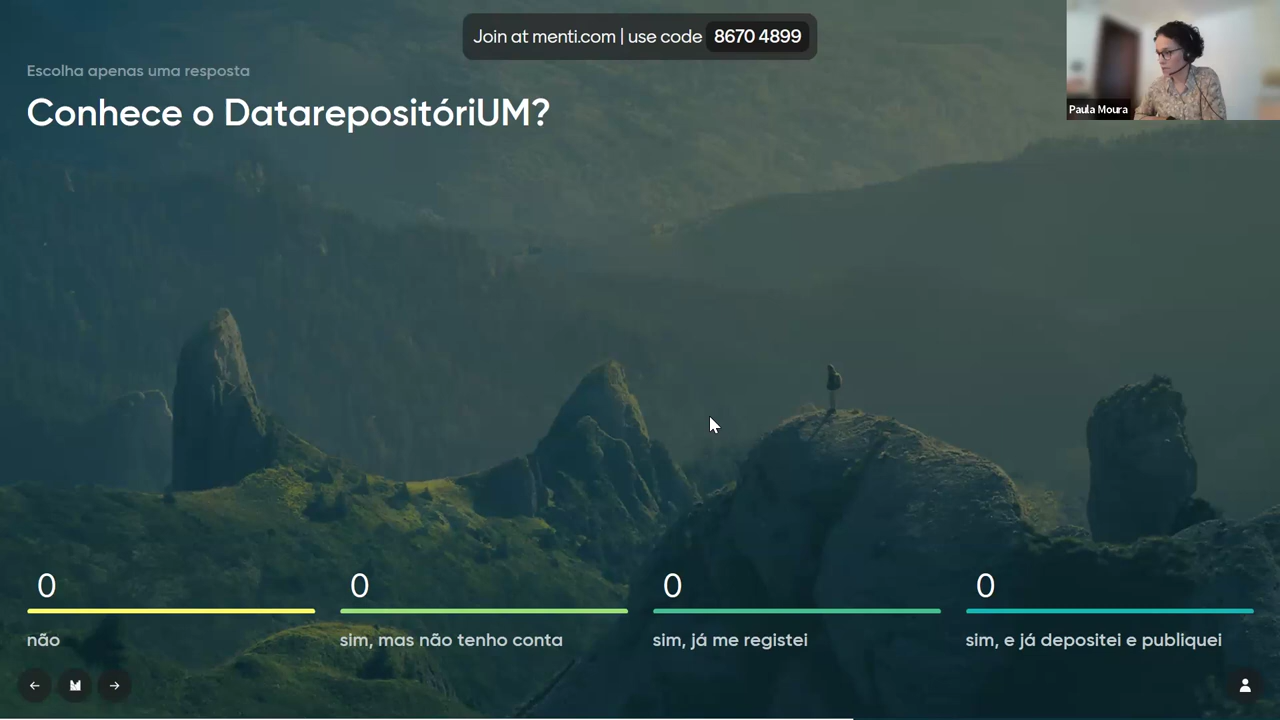 Join at menti.com | use code 8670 4899
Paula Moura
Escolha apenas uma resposta
Conhece o DatarepositóriUM?
0
0
0
0
não
sim, mas não tenho conta
sim, já me registei
sim, e já depositei e publiquei